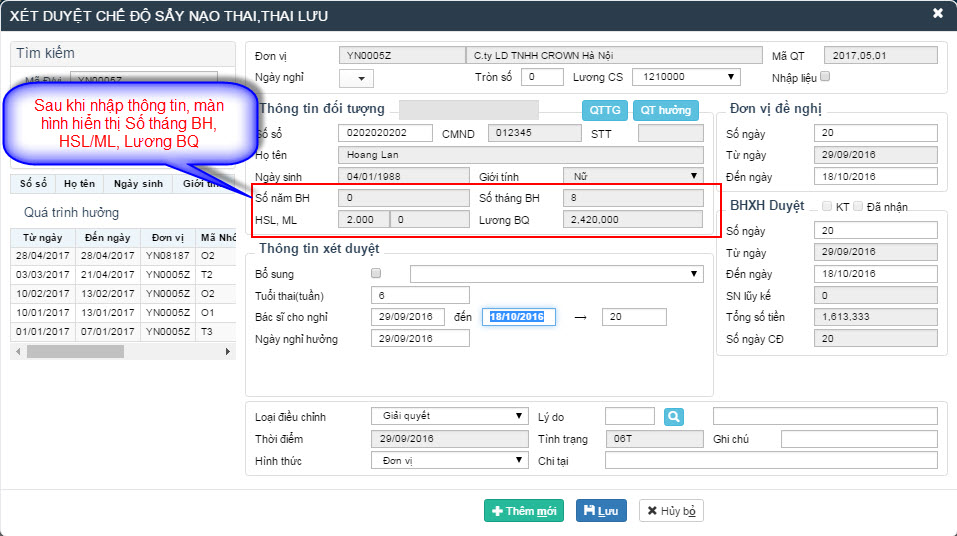 XÉT DUYỆT CHẾ ĐỘ SẨY NẠO THAI,THAI LƯU
Tìm kiếm
YN0005Z
Sau khi nhập thông tin, màn
hình hiển thị Số tháng BH,
HSL/ML, Lương BQ
Số sổ Họ tên Ngày sinh
Quá trình hưởng
Từ ngày Đến ngày Đơn vị Mã Nhó
28/04/2017 28/04/2017 YN08187 O2
03/03/2017 21/04/2017 YN0005Z T2
10/02/2017 13/02/2017 YN0005Z O2
10/01/2017 13/01/2017 YN0005Z O1
01/01/2017 07/01/2017 YN0005Z T3
Đơn vị YN0005Z C.ty LD TNHH CROWN Hà Nội Mã QT 2017,05,01
Ngày nghỉ Tròn số 0 Lương CS 1210000 Nhập liệu
Thông tin đối tượng QTTG QT hưởng
Số sổ 0202020202 CMND 012345 STT
Họ tên Hoang Lan
Ngày sinh 04/01/1988 Giới tính Nữ
Số năm BH 0 Số tháng BH 8
HSL, ML 2.000 0 Lương BQ 2,420,000
Thông tin xét duyệt
Bổ sung
Tuổi thai(tuần) 6
Bác sĩ cho nghỉ 29/09/2016 đến 18/10/2016 → 20
Ngày nghỉ hưởng 29/09/2016
Đơn vị đề nghị
Số ngày 20
Từ ngày 29/09/2016
Đến ngày 18/10/2016
BHXH Duyệt KT Đã nhận
Số ngày 20
Từ ngày 29/09/2016
Đến ngày 18/10/2016
SN lũy kế 0
Tổng số tiền 1,613,333
Số ngày CĐ 20
Loại điều chỉnh Giải quyết Lý do
Thời điểm 29/09/2016 Tình trạng 06T Ghi chú
Hình thức Đơn vị Chi tại
Thêm mới Lưu Hủy bỏ